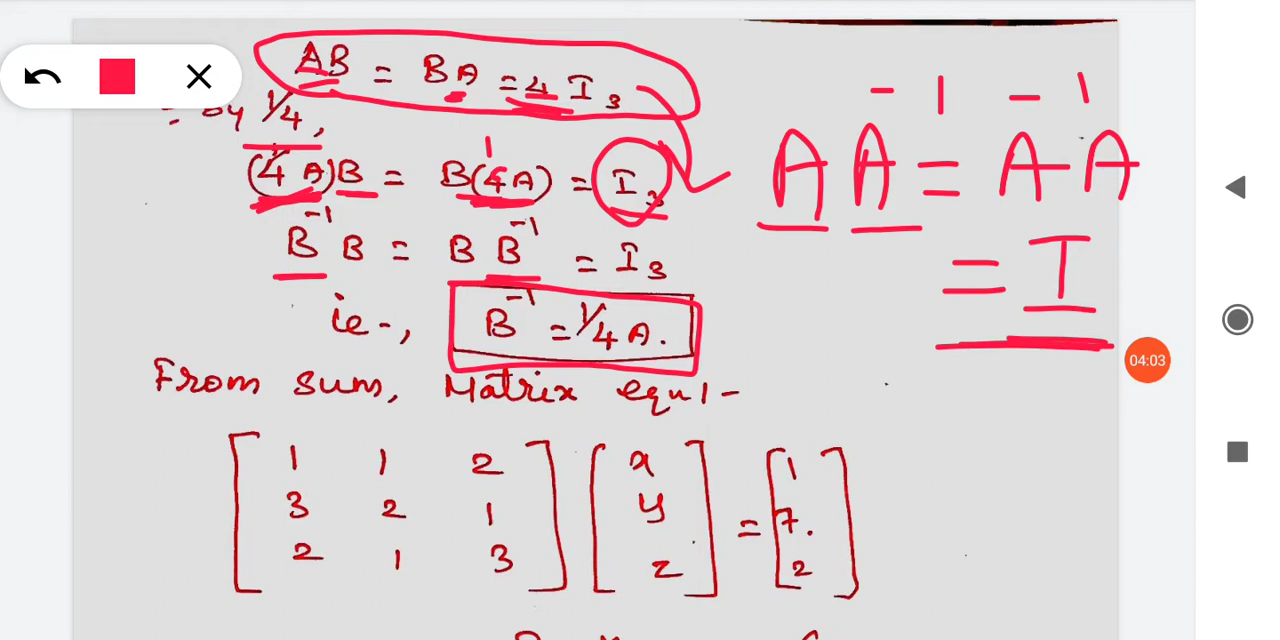 AB = BA = 4 I₃
by 1/4,
(1/4 A)B = B(1/4 A) = I₃
B⁻¹ B = B B⁻¹ = I₃
ie-, B⁻¹ = 1/4 A.
A A⁻¹ = A⁻¹ A
= I
04:03
From sum, Matrix equ1-
[1 1 2] [x] [1]
[3 2 1] [y] = [7.]
[2 1 3] [z] [2]